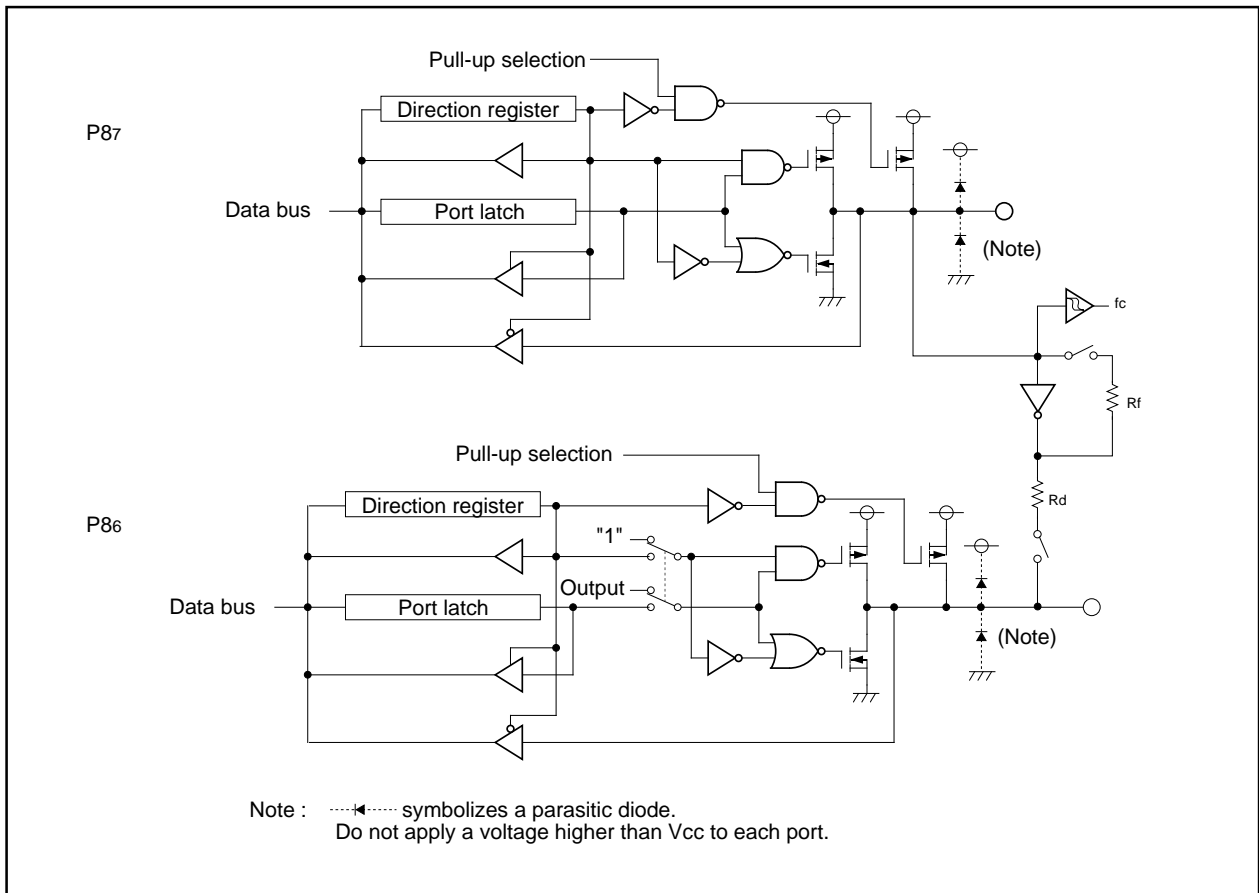 Pull-up selection
Direction register
P87
Data bus
Port latch
(Note)
fc
Rf
Pull-up selection
Direction register
Rd
P86
"1"
Output
Data bus
Port latch
(Note)
Note : symbolizes a parasitic diode.
Do not apply a voltage higher than Vcc to each port.